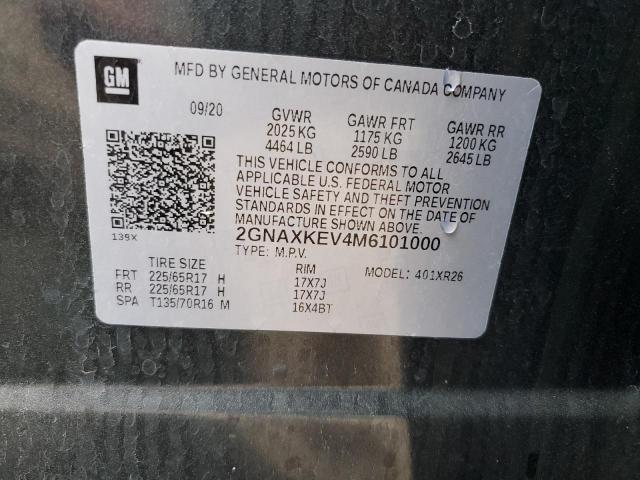 GM
MFD BY GENERAL MOTORS OF CANADA COMPANY
09/20 GVWR GAWR FRT GAWR RR
2025 KG 1175 KG 1200 KG
4464 LB 2590 LB 2645 LB
THIS VEHICLE CONFORMS TO ALL
APPLICABLE U.S. FEDERAL MOTOR
VEHICLE SAFETY AND THEFT PREVENTION
STANDARDS IN EFFECT ON THE DATE OF
MANUFACTURE SHOWN ABOVE.
139X 2GNAXKEV4M6101000
TYPE: M.P.V.
TIRE SIZE RIM MODEL: 401XR26
FRT 225/65R17 H 17X7J
RR 225/65R17 H 17X7J
SPA T135/70R16 M 16X4BT